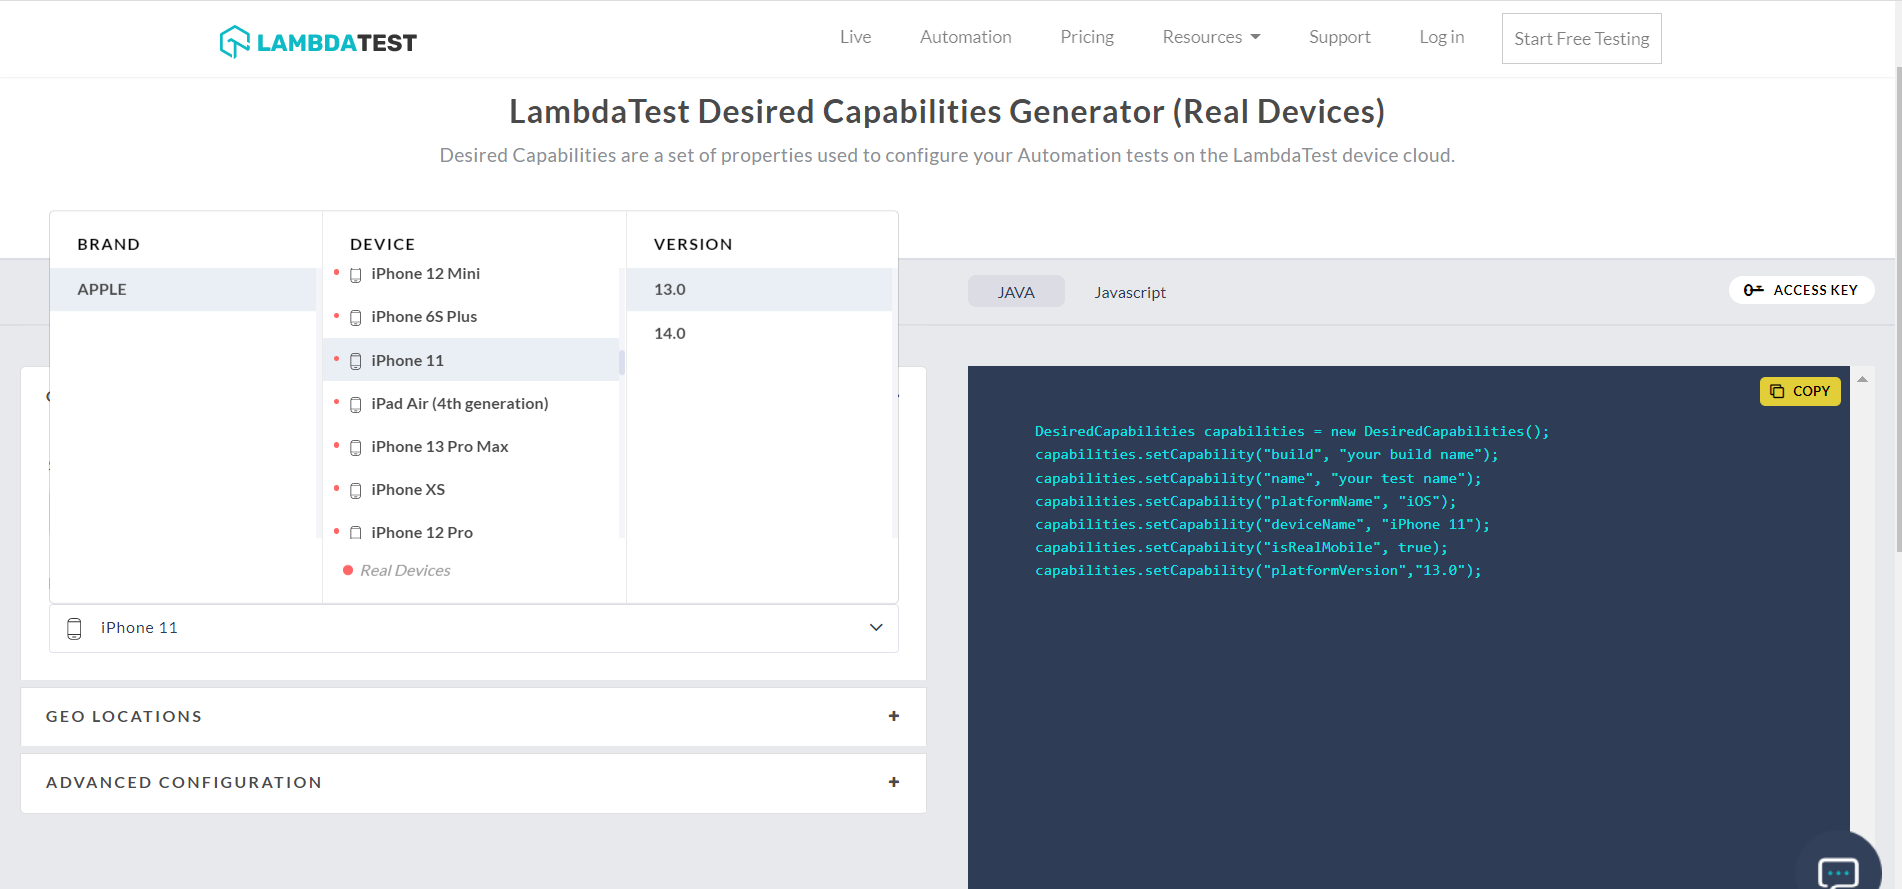 LAMBDATEST
Live Automation Pricing Resources Support Log in Start Free Testing
LambdaTest Desired Capabilities Generator (Real Devices)
Desired Capabilities are a set of properties used to configure your Automation tests on the LambdaTest device cloud.
BRAND
APPLE
DEVICE
iPhone 12 Mini
iPhone 6S Plus
iPhone 11
iPad Air (4th generation)
iPhone 13 Pro Max
iPhone XS
iPhone 12 Pro
Real Devices
VERSION
13.0
14.0
iPhone 11
GEO LOCATIONS +
ADVANCED CONFIGURATION +
JAVA Javascript ACCESS KEY
COPY
DesiredCapabilities capabilities = new DesiredCapabilities();
capabilities.setCapability("build", "your build name");
capabilities.setCapability("name", "your test name");
capabilities.setCapability("platformName", "iOS");
capabilities.setCapability("deviceName", "iPhone 11");
capabilities.setCapability("isRealMobile", true);
capabilities.setCapability("platformVersion","13.0");